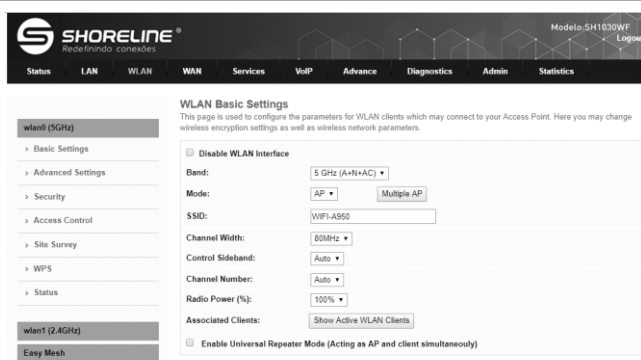 SHORELINE®
Redefinindo conexões
Modelo:SH1030WF
Logout
Status LAN WLAN WAN Services VoIP Advance Diagnostics Admin Statistics
wlan0 (5GHz)
Basic Settings
Advanced Settings
Security
Access Control
Site Survey
WPS
Status
wlan1 (2.4GHz)
Easy Mesh
WLAN Basic Settings
This page is used to configure the parameters for WLAN clients which may connect to your Access Point. Here you may change
wireless encryption settings as well as wireless network parameters.
Disable WLAN Interface
Band: 5 GHz (A+N+AC)
Mode: AP Multiple AP
SSID: WIFI-A950
Channel Width: 80MHz
Control Sideband: Auto
Channel Number: Auto
Radio Power (%): 100%
Associated Clients: Show Active WLAN Clients
Enable Universal Repeater Mode (Acting as AP and client simultaneouly)